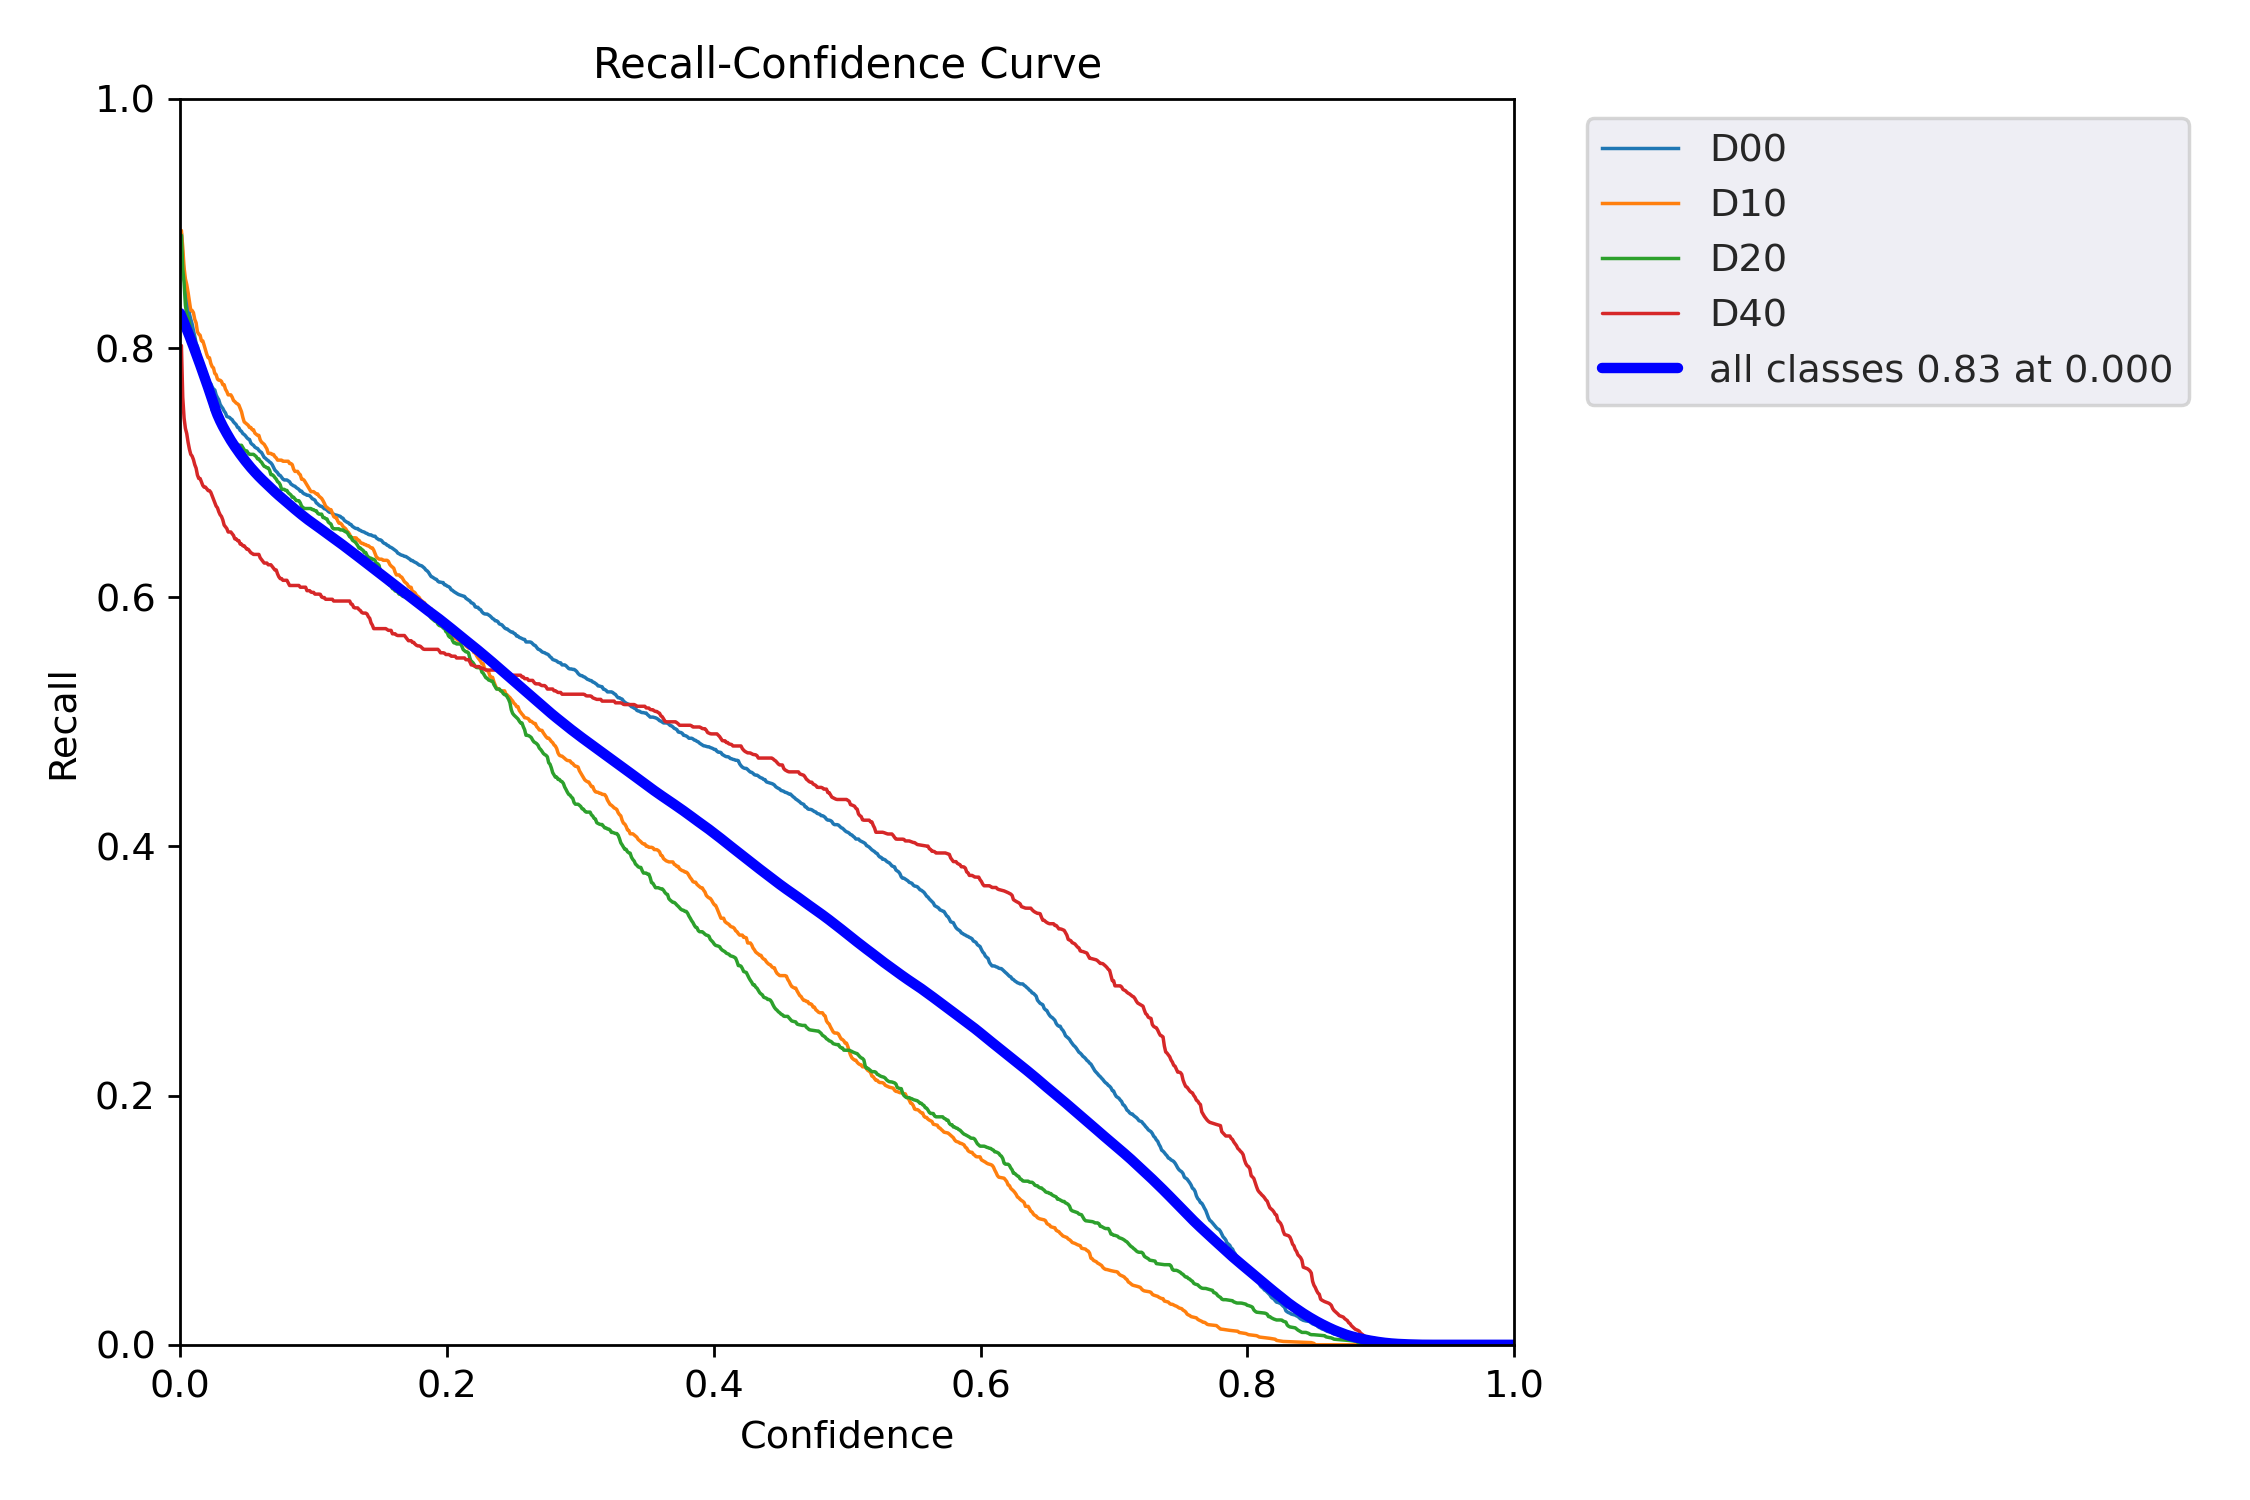 Recall-Confidence Curve
1.0
0.8
0.6
0.4
0.2
0.0
Recall
0.0 0.2 0.4 0.6 0.8 1.0
Confidence
D00
D10
D20
D40
all classes 0.83 at 0.000